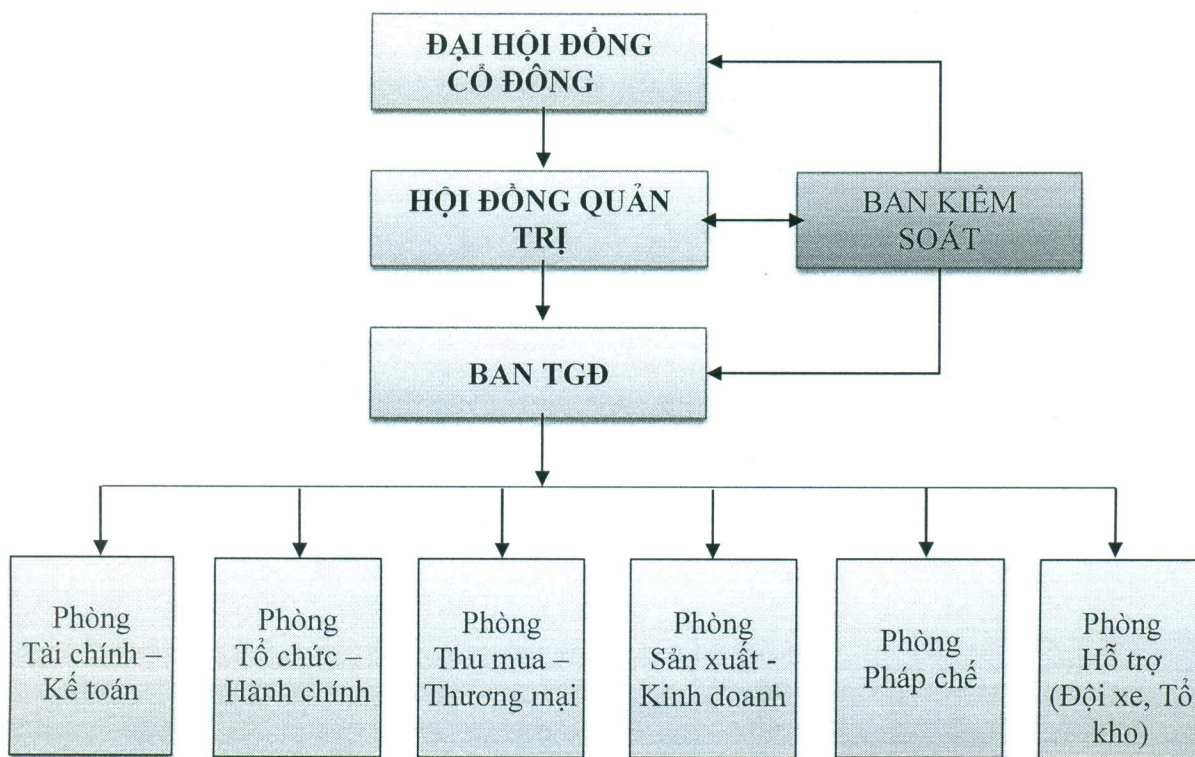 ĐẠI HỘI ĐỒNG
CỔ ĐÔNG
HỘI ĐỒNG QUẢN
TRỊ
BAN KIỂM
SOÁT
BAN TGĐ
Phòng
Tài chính –
Kế toán
Phòng
Tổ chức –
Hành chính
Phòng
Thu mua –
Thương mại
Phòng
Sản xuất -
Kinh doanh
Phòng
Pháp chế
Phòng
Hỗ trợ
(Đội xe, Tổ
kho)